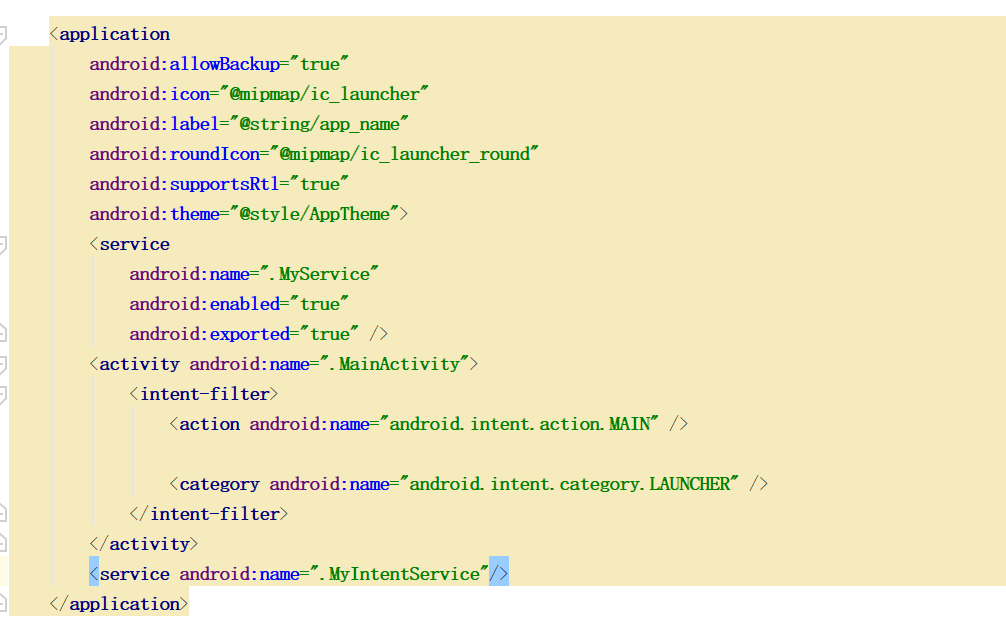 <application
android:allowBackup="true"
android:icon="@mipmap/ic_launcher"
android:label="@string/app_name"
android:roundIcon="@mipmap/ic_launcher_round"
android:supportsRtl="true"
android:theme="@style/AppTheme">
<service
android:name=".MyService"
android:enabled="true"
android:exported="true" />
<activity android:name=".MainActivity">
<intent-filter>
<action android:name="android.intent.action.MAIN" />
<category android:name="android.intent.category.LAUNCHER" />
</intent-filter>
</activity>
<service android:name=".MyIntentService"/>
</application>